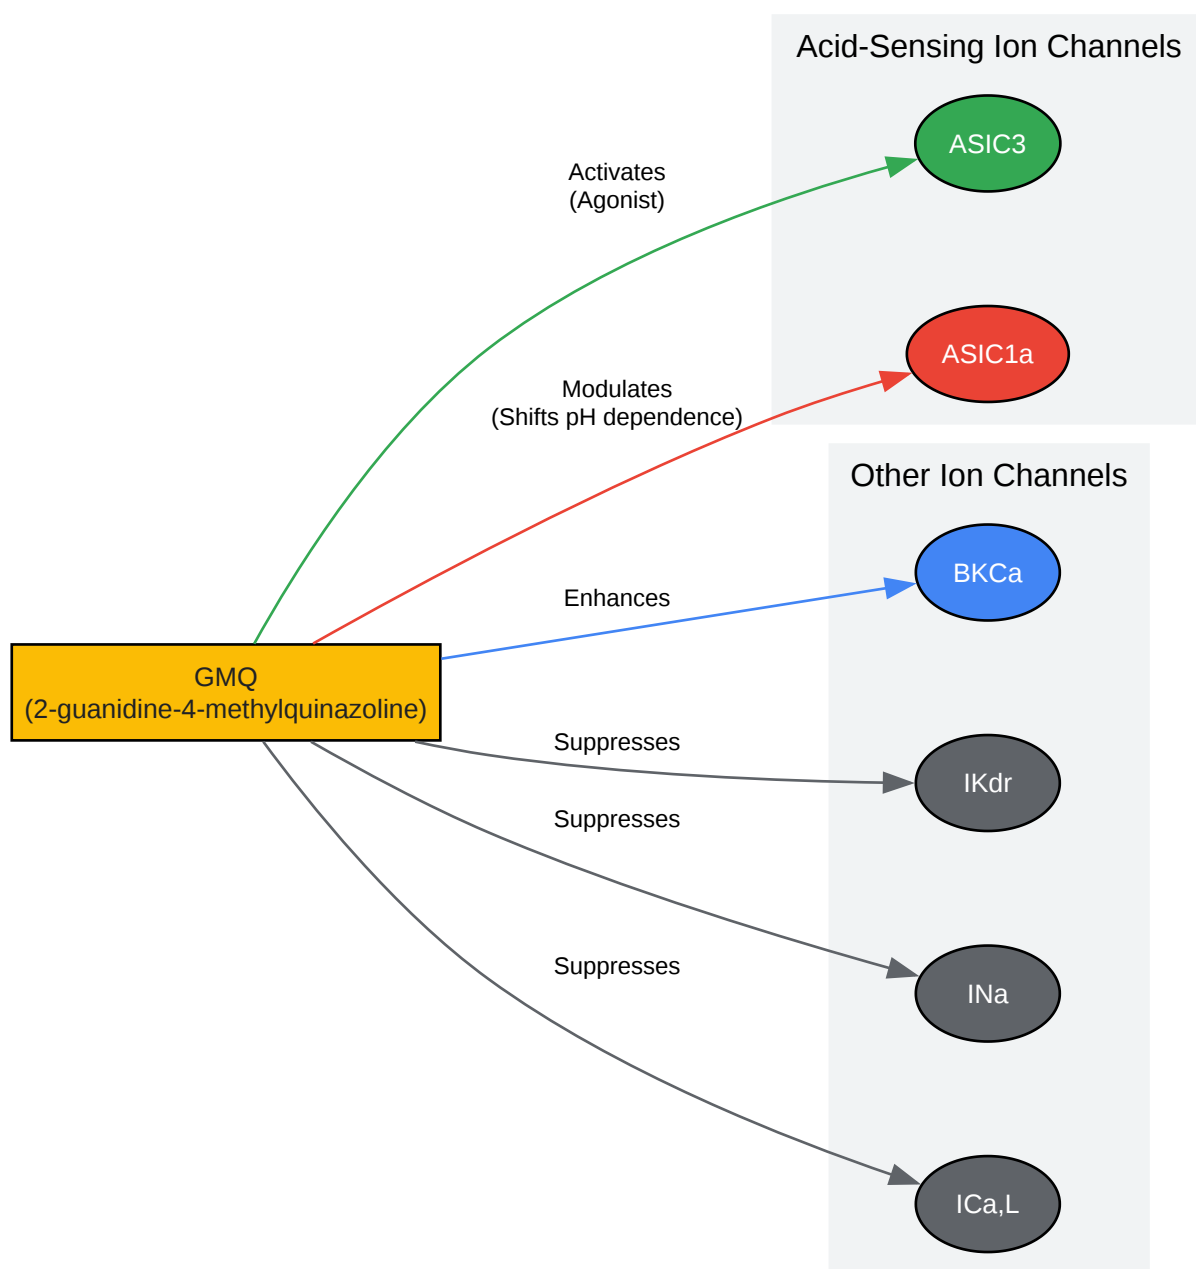 Acid-Sensing Ion Channels
ASIC3
Activates
(Agonist)
ASIC1a
Modulates
(Shifts pH dependence)
Other Ion Channels
BKCa
Enhances
GMQ
(2-guanidine-4-methylquinazoline)
Suppresses
IKdr
Suppresses
INa
Suppresses
ICa,L